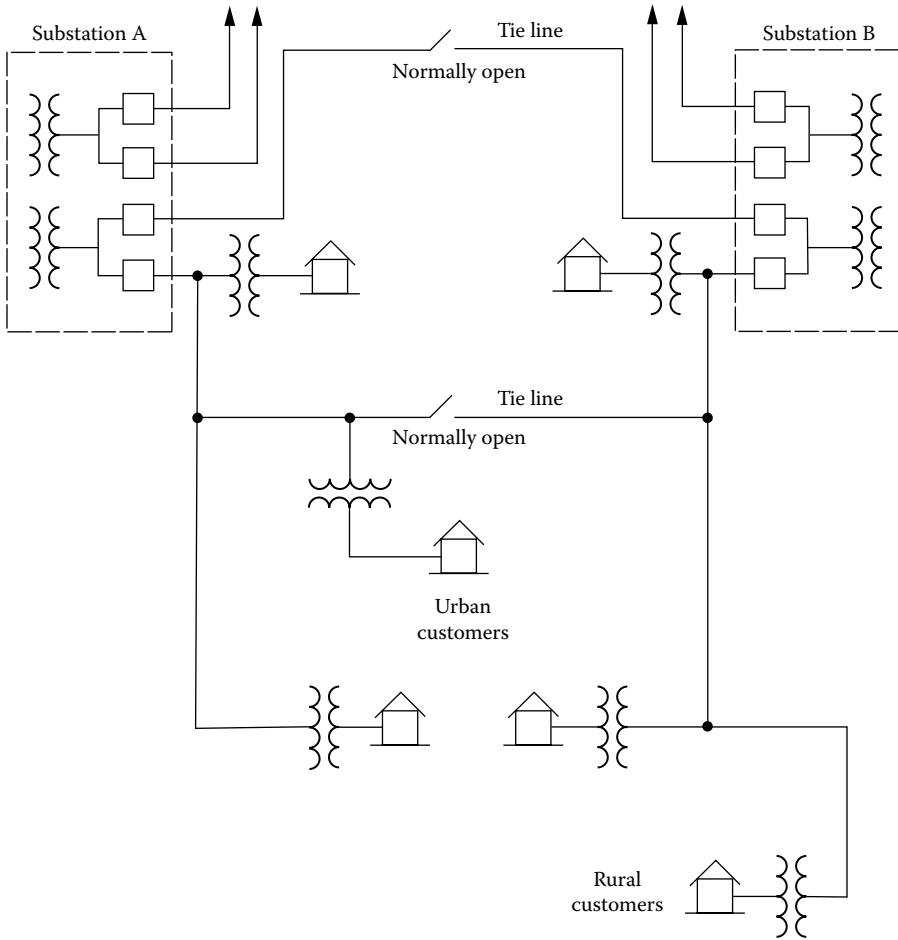 Substation A
Tie line
Substation B
Normally open
Tie line
Normally open
Urban
customers
Rural
customers